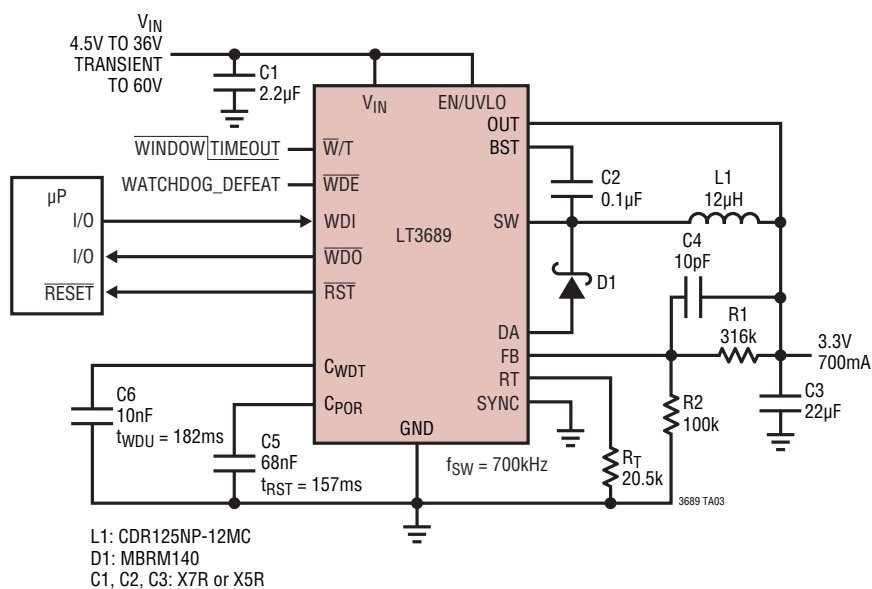 VIN
4.5V TO 36V
TRANSIENT
TO 60V
C1
2.2µF
VIN
EN/UVLO
OUT
BST
WINDOW TIMEOUT
W/T
WATCHDOG_DEFEAT
WDE
C2
0.1µF
L1
12µH
µP
I/O
WDI
LT3689
SW
I/O
WDO
C4
10pF
RESET
RST
D1
R1
316k
DA
FB
3.3V
700mA
CWDT
RT
C6
10nF
tWDU = 182ms
CPOR
SYNC
R2
100k
C3
22µF
GND
C5
68nF
tRST = 157ms
fSW = 700kHz
RT
20.5k
3689 TA03
L1: CDR125NP-12MC
D1: MBRM140
C1, C2, C3: X7R or X5R